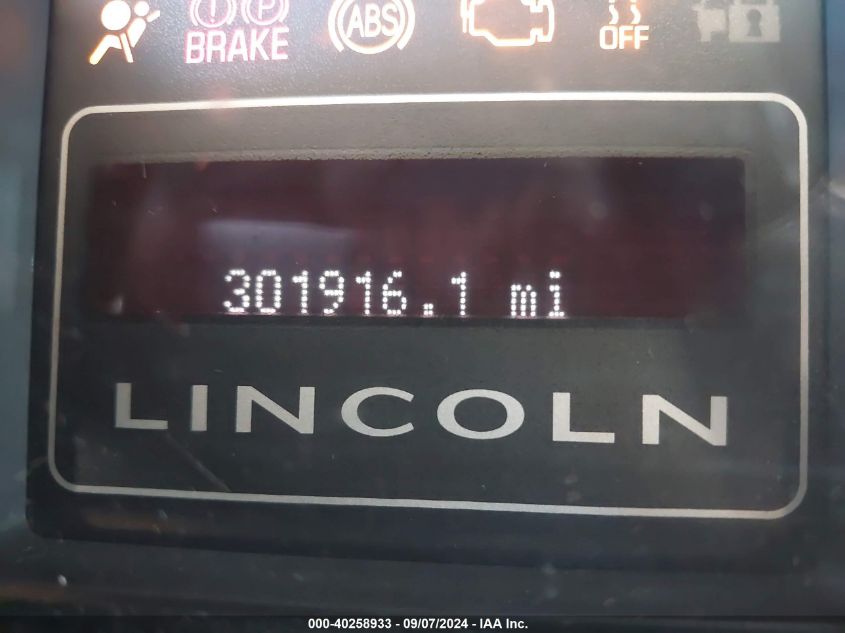 BRAKE
ABS
OFF
301916.1 mi
LINCOLN
000-40258933 - 09/07/2024 - IAA Inc.